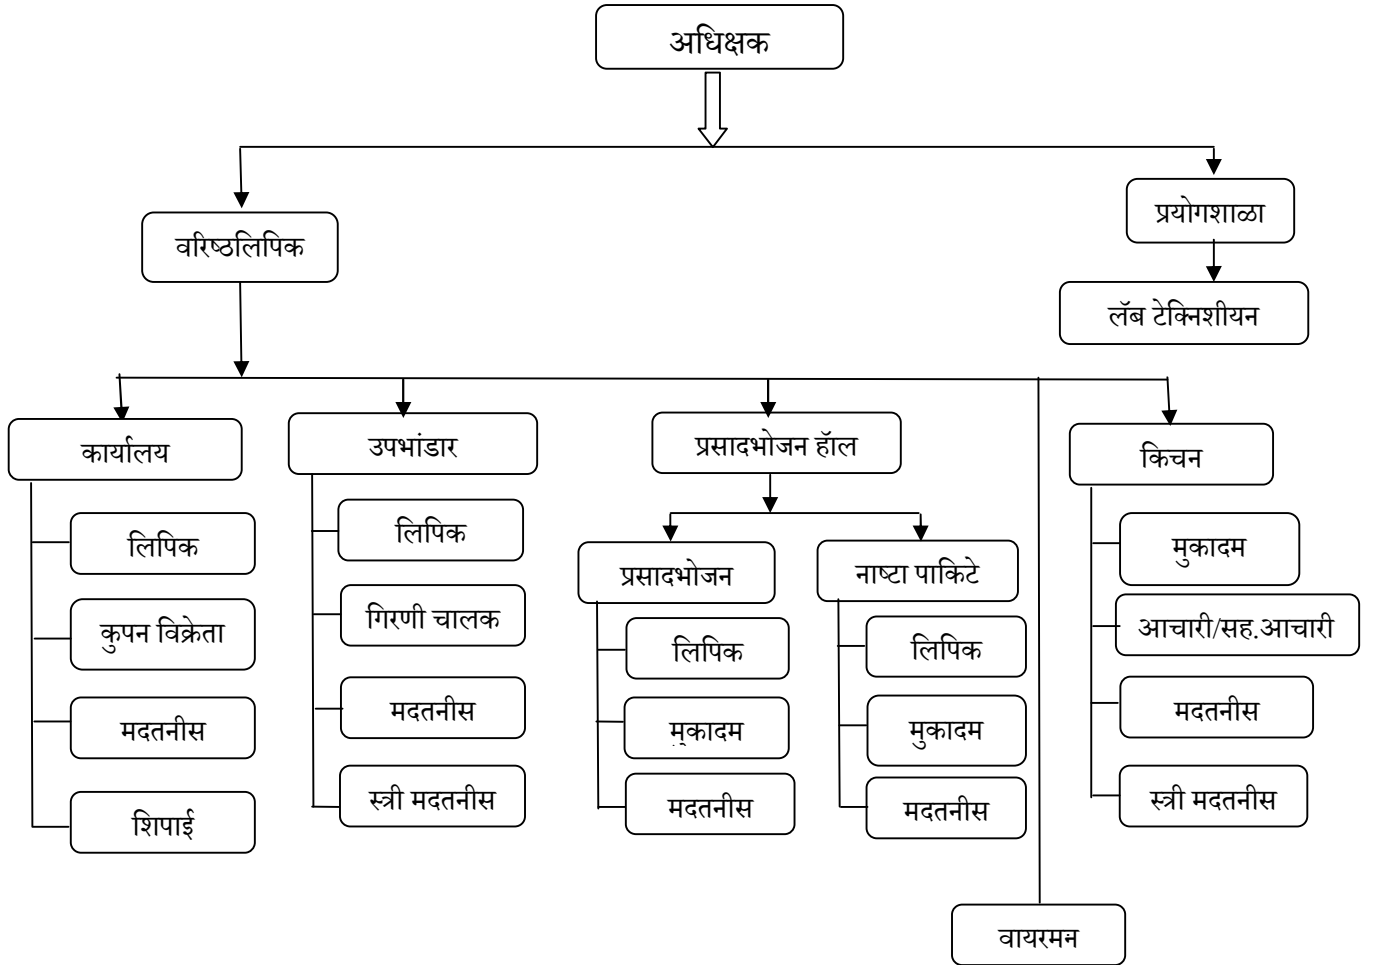 अधिक्षक
प्रयोगशाळा
वरिष्ठलिपिक
लॅब टेक्निशीयन
कार्यालय
लिपिक
कुपन विक्रेता
मदतनीस
शिपाई
उपभांडार
लिपिक
गिरणी चालक
मदतनीस
स्त्री मदतनीस
प्रसादभोजन हॅाल
प्रसादभोजन
लिपिक
मुकादम
मदतनीस
नाष्टा पाकिटे
लिपिक
मुकादम
मदतनीस
किचन
मुकादम
आचारी/सह.आचारी
मदतनीस
स्त्री मदतनीस
वायरमन